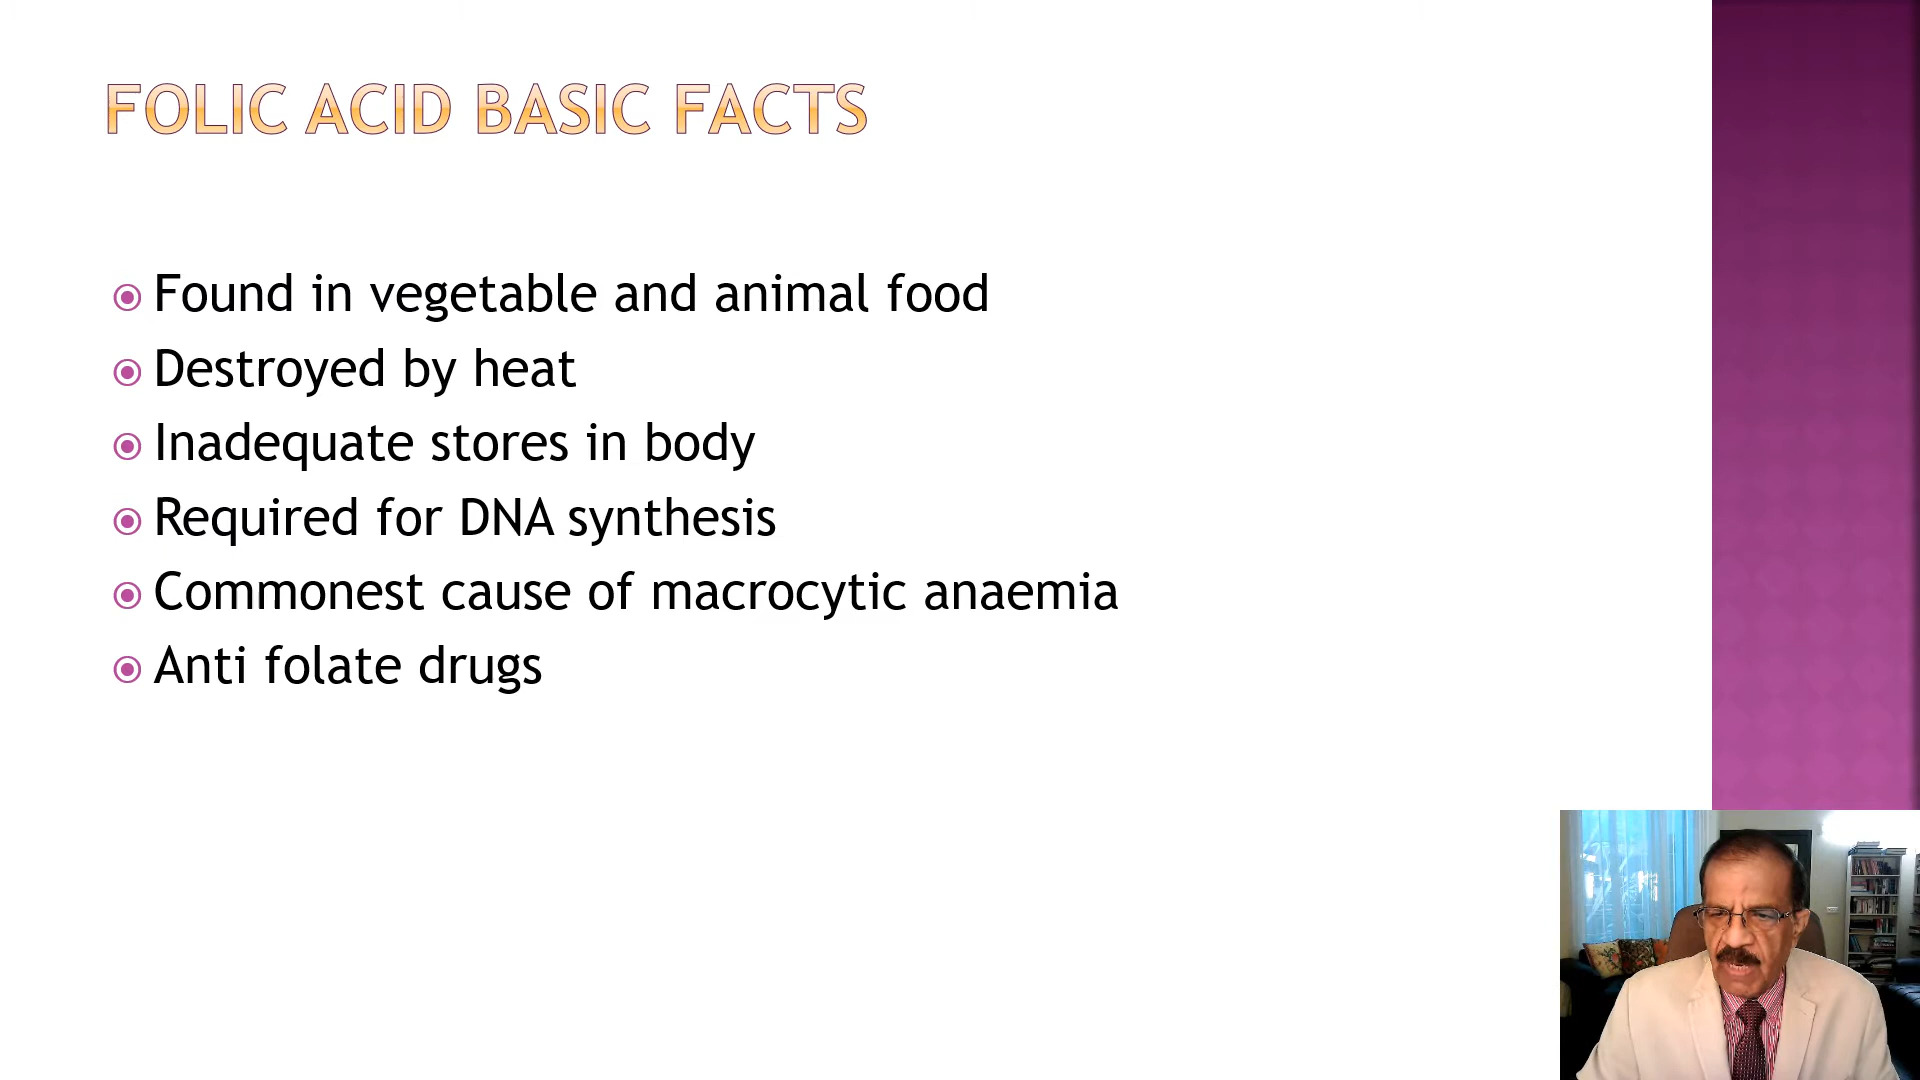 FOLIC ACID BASIC FACTS
Found in vegetable and animal food
Destroyed by heat
Inadequate stores in body
Required for DNA synthesis
Commonest cause of macrocytic anaemia
Anti folate drugs